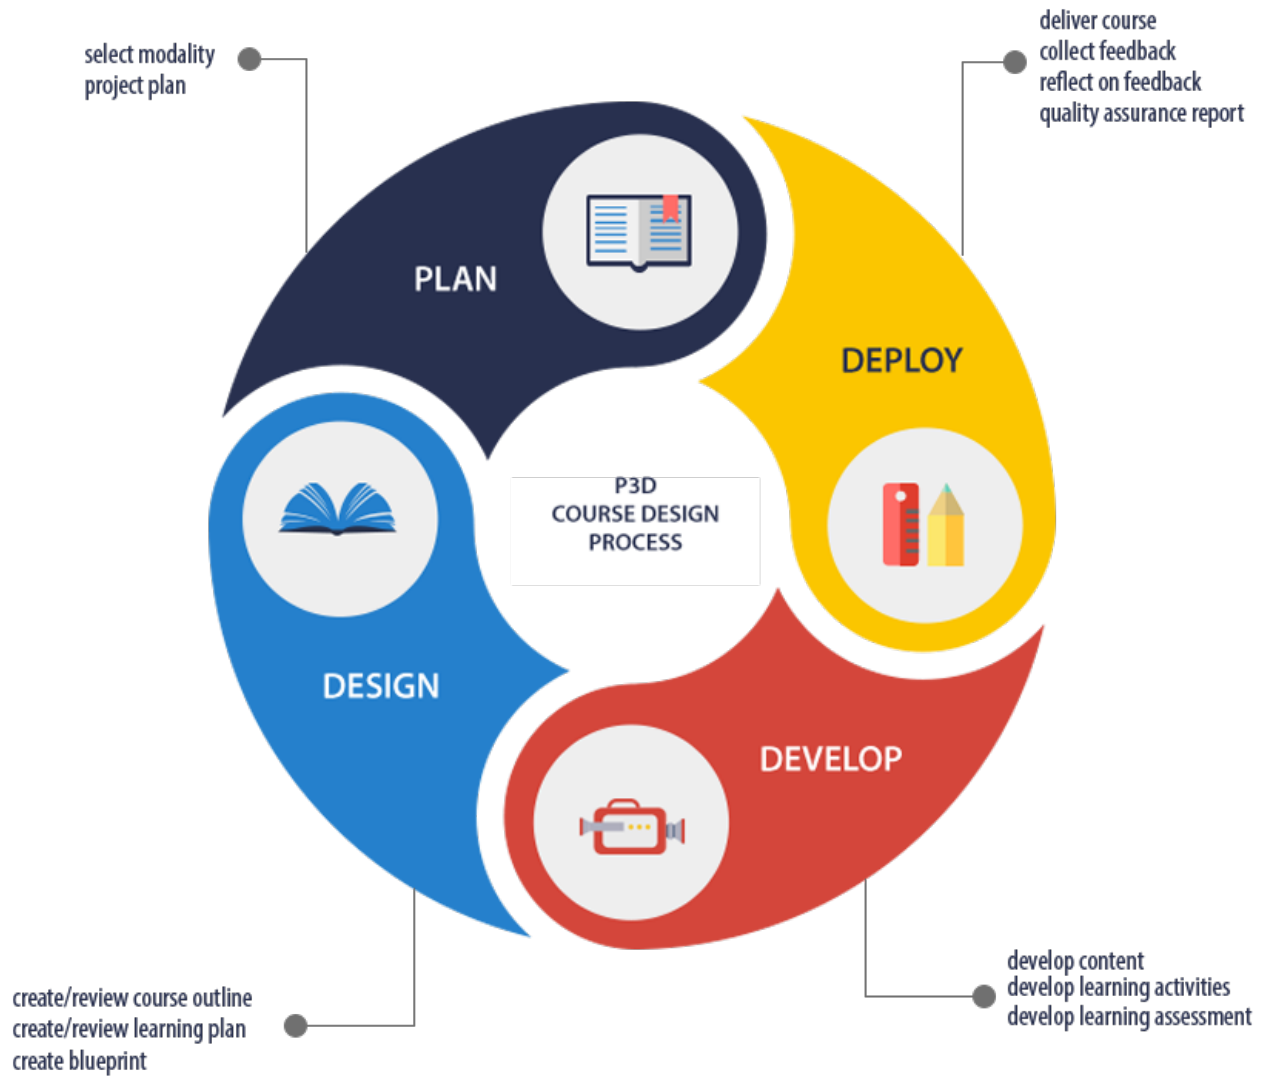 select modality
project plan
deliver course
collect feedback
reflect on feedback
quality assurance report
PLAN
DEPLOY
P3D
COURSE DESIGN
PROCESS
DESIGN
DEVELOP
create/review course outline
create/review learning plan
create blueprint
develop content
develop learning activities
develop learning assessment